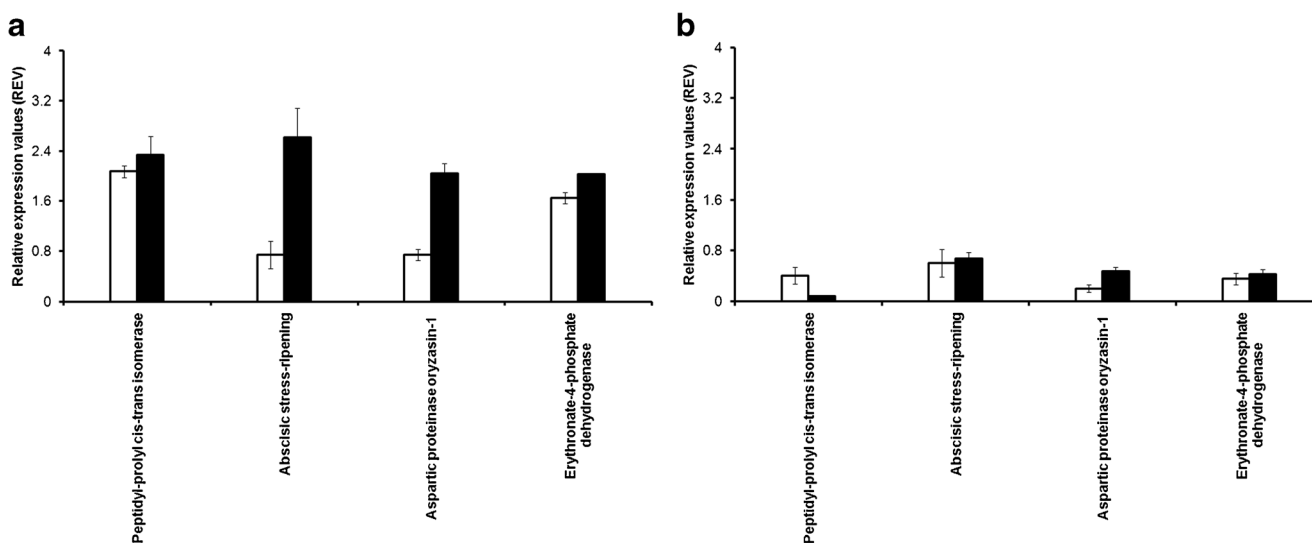 a
Relative expression values (REV)
4
3.2
2.4
1.6
0.8
0
Peptidyl-prolyl cis-trans isomerase
Abscisic stress-ripening
Aspartic proteinase oryzasin-1
Erythronate-4-phosphate
dehydrogenase
b
Relative expression values (REV)
4
3.2
2.4
1.6
0.8
0
Peptidyl-prolyl cis-trans isomerase
Abscisic stress-ripening
Aspartic proteinase oryzasin-1
Erythronate-4-phosphate
dehydrogenase